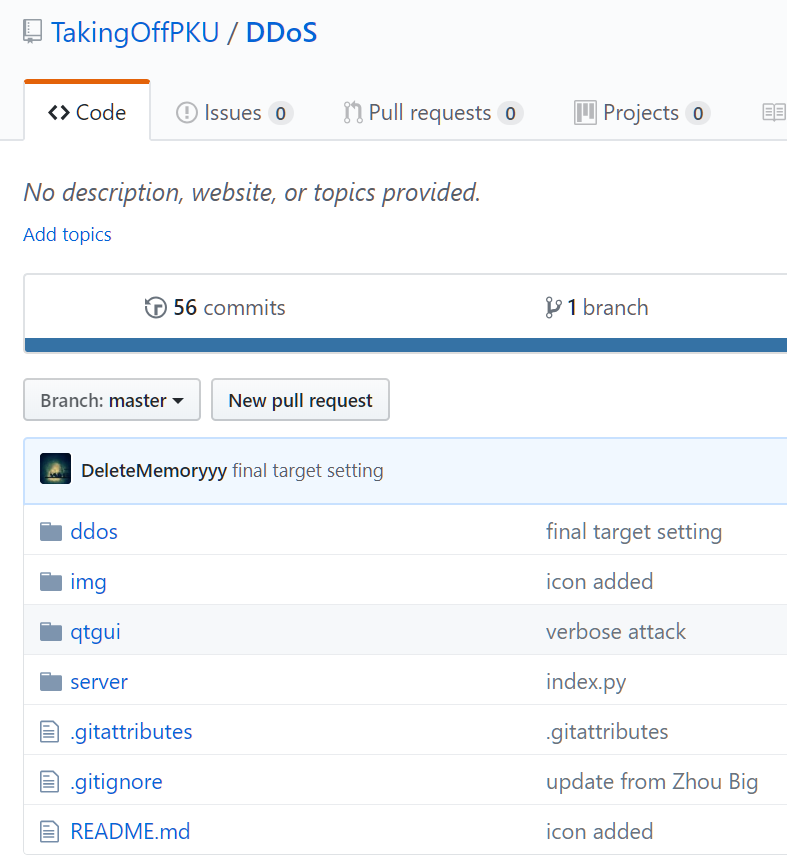 TakingOffPKU / DDoS
Code Issues 0 Pull requests 0 Projects 0
No description, website, or topics provided.
Add topics
56 commits 1 branch
Branch: master New pull request
DeleteMemoryyy final target setting
ddos final target setting
img icon added
qtgui verbose attack
server index.py
.gitattributes .gitattributes
.gitignore update from Zhou Big
README.md icon added